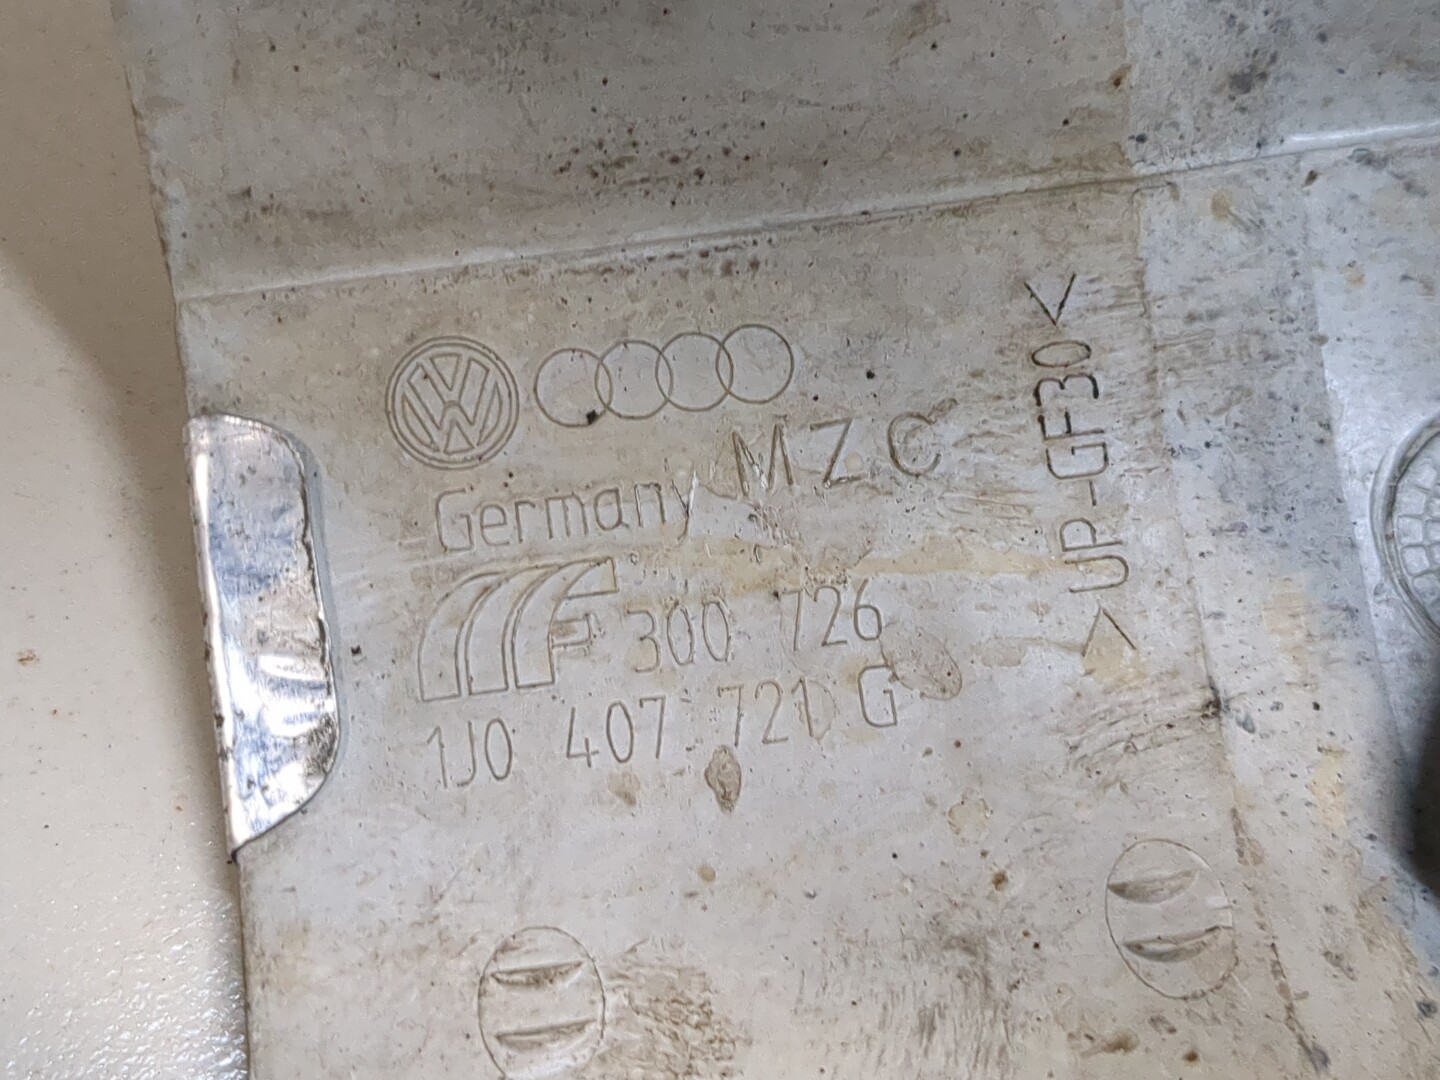 Germany MZC
300 726
1J0 407 721 G
>UP-GF30<